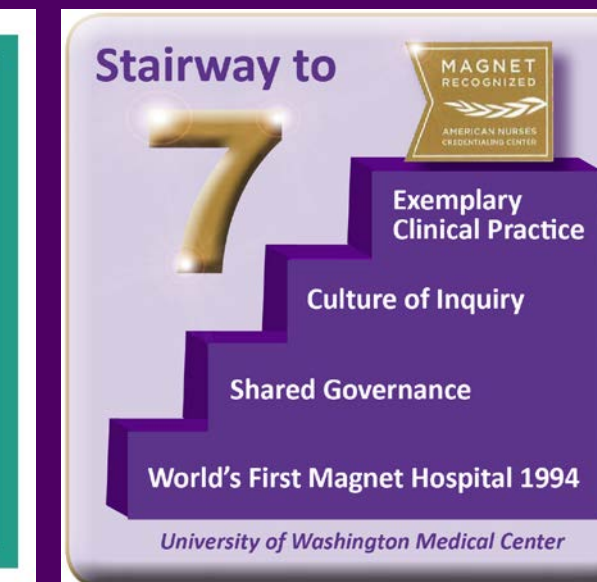 Stairway to
7
MAGNET
RECOGNIZED
AMERICAN NURSES
CREDENTIALING CENTER
Exemplary
Clinical Practice
Culture of Inquiry
Shared Governance
World's First Magnet Hospital 1994
University of Washington Medical Center